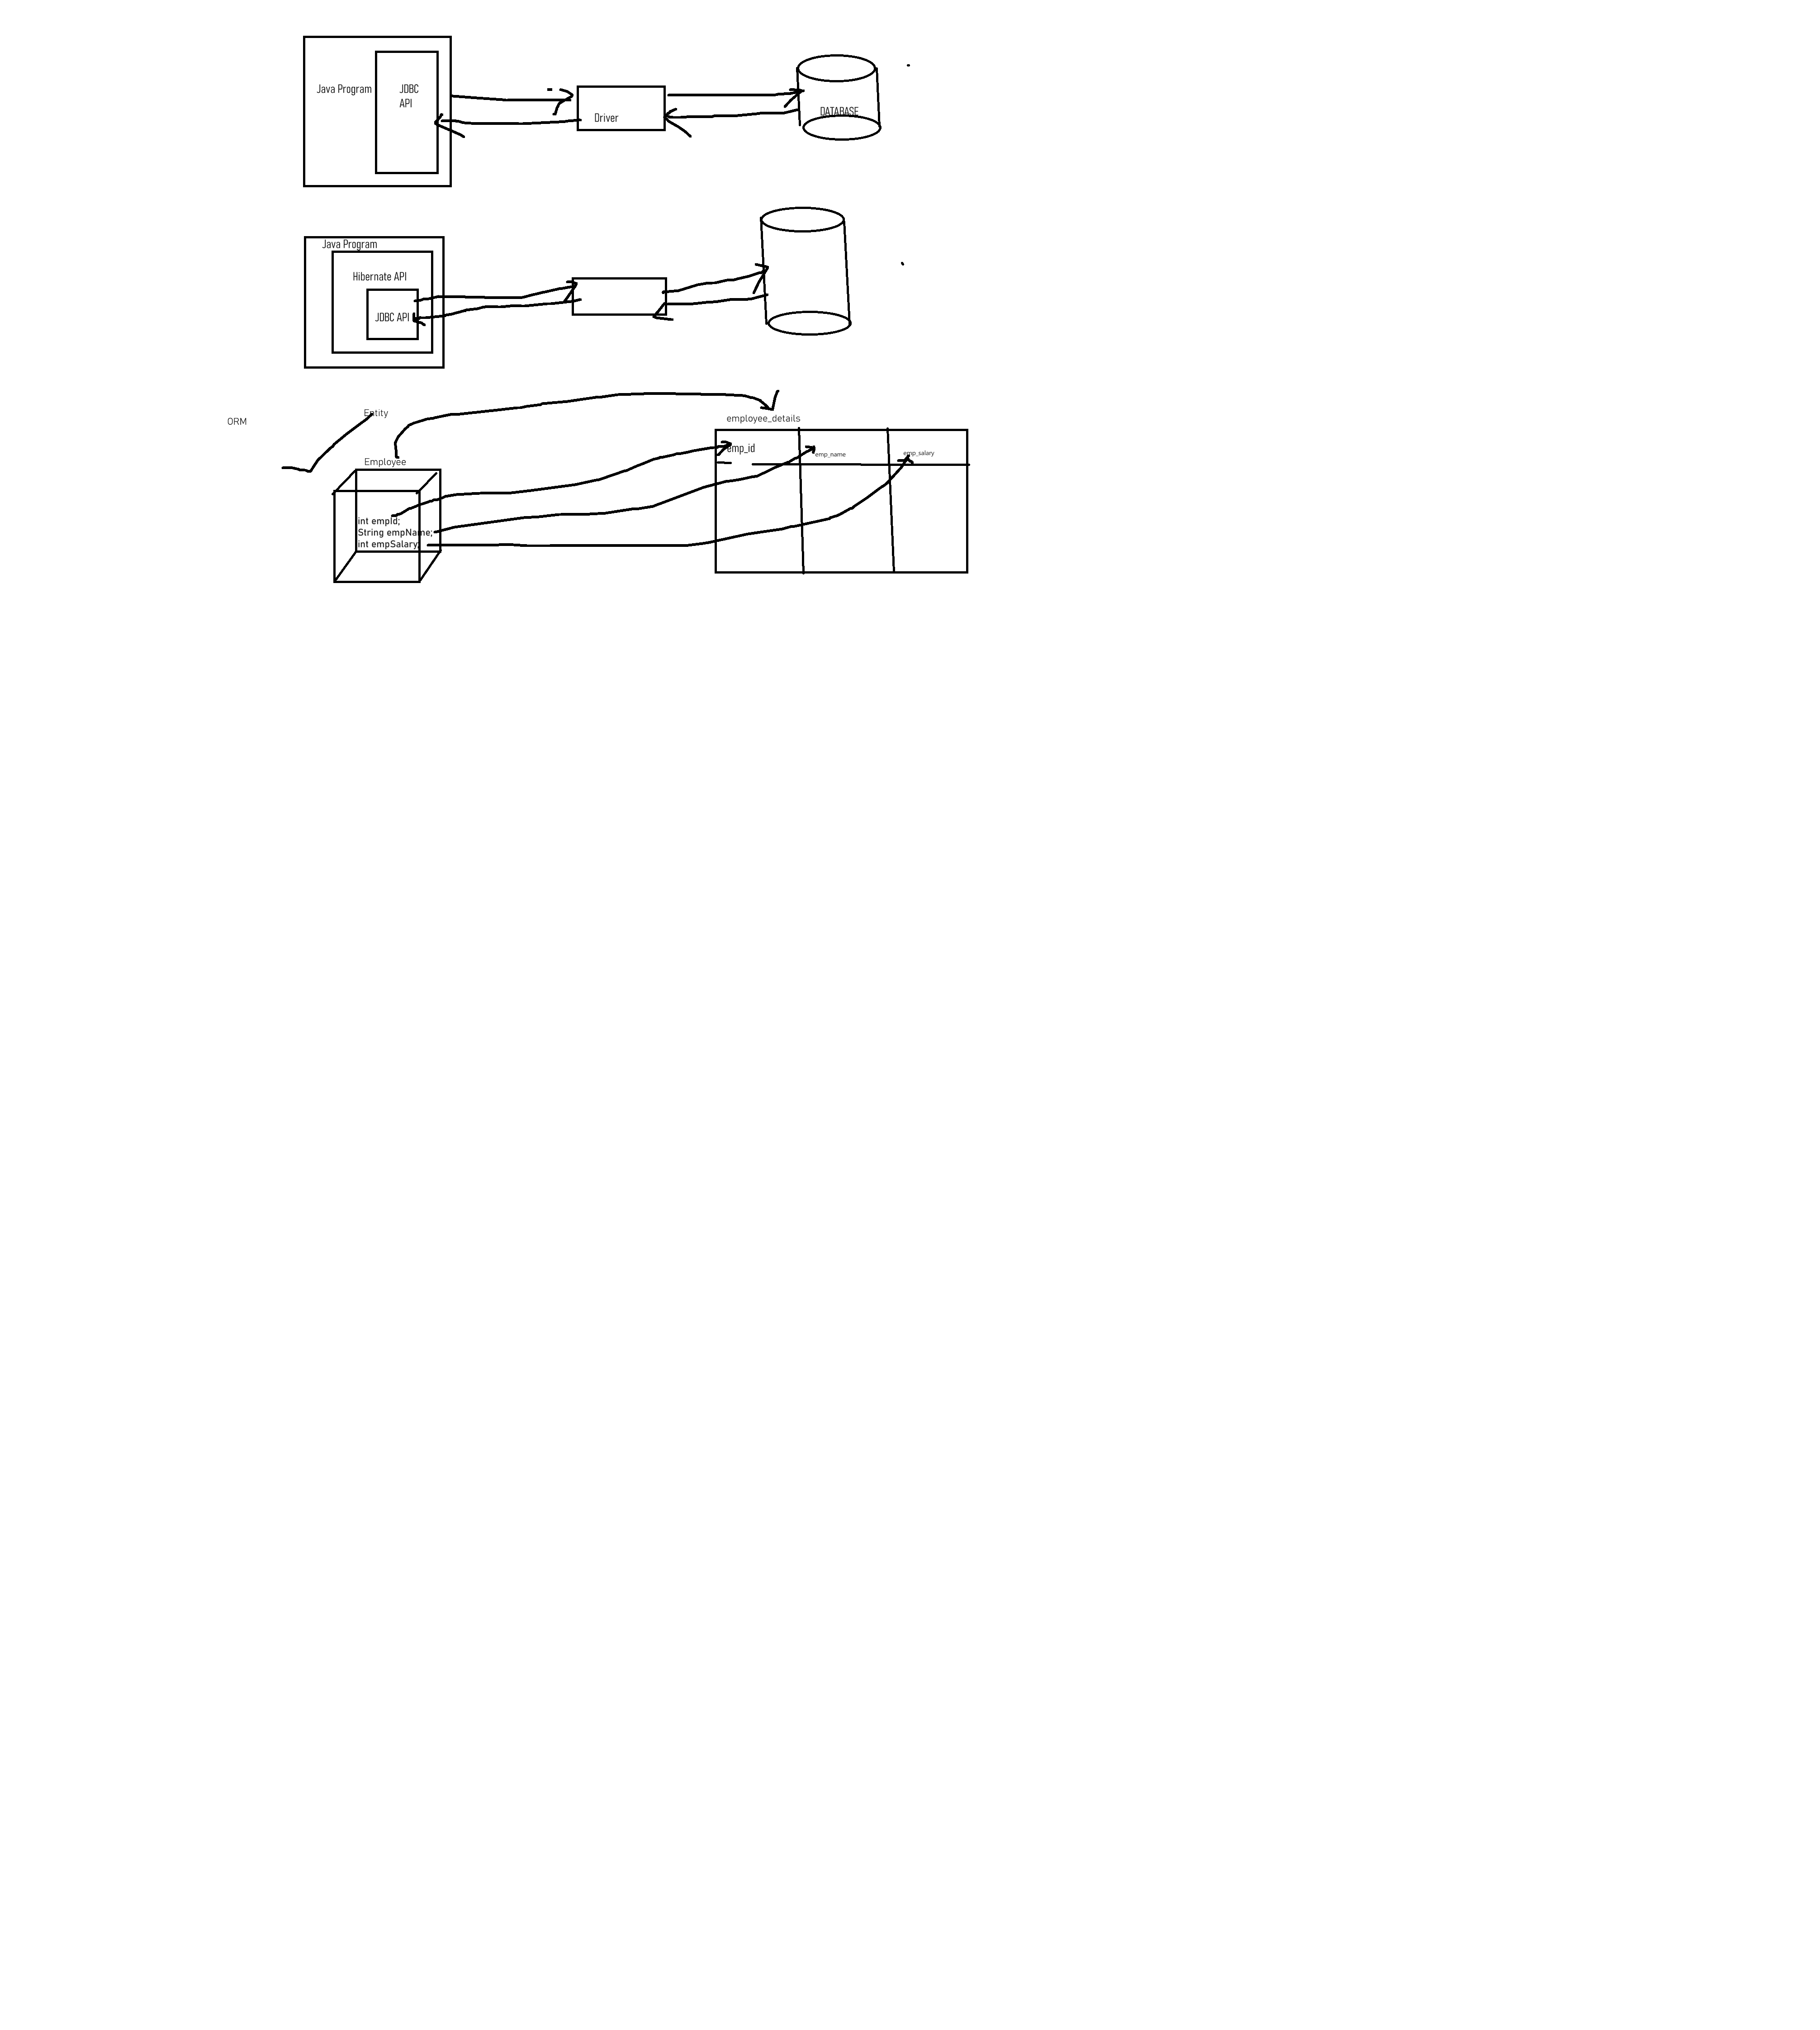 Java Program
JDBC
API
Driver
DATABASE
Java Program
Hibernate API
JDBC API
ORM
Entity
Employee
int empId;
String empName;
int empSalary;
employee_details
emp_id
emp_name
emp_salary